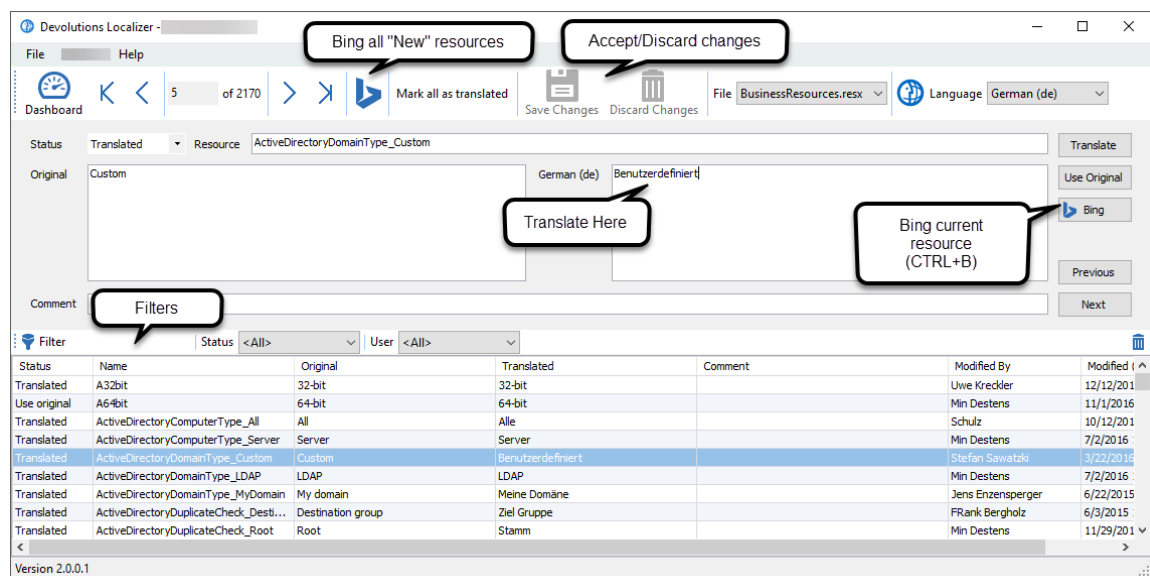 Devolutions Localizer -
File Help
Bing all "New" resources
Accept/Discard changes
Dashboard
5 of 2170
Mark all as translated
Save Changes Discard Changes
File BusinessResources.resx
Language German (de)
Status Translated Resource ActiveDirectoryDomainType_Custom
Translate
Original Custom German (de) Benutzerdefiniert
Use Original
Bing
Translate Here
Bing current
resource
(CTRL+B)
Previous
Comment
Next
Filters
Filter Status <All> User <All>
Status Name Original Translated Comment Modified By Modified (
Translated A32bit 32-bit 32-bit Uwe Kreckler 12/12/201
Use original A64bit 64-bit 64-bit Min Destens 11/1/2016
Translated ActiveDirectoryComputerType_All All Alle Schulz 10/12/201
Translated ActiveDirectoryComputerType_Server Server Server Min Destens 7/2/2016
Translated ActiveDirectoryDomainType_Custom Custom Benutzerdefiniert Stefan Sawatzki 3/22/2016
Translated ActiveDirectoryDomainType_LDAP LDAP LDAP Min Destens 7/2/2016
Translated ActiveDirectoryDomainType_MyDomain My domain Meine Domäne Jens Enzensperger 6/22/2015
Translated ActiveDirectoryDuplicateCheck_Desti... Destination group Ziel Gruppe FRank Bergholz 6/3/2015
Translated ActiveDirectoryDuplicateCheck_Root Root Stamm Min Destens 11/29/201
Version 2.0.0.1